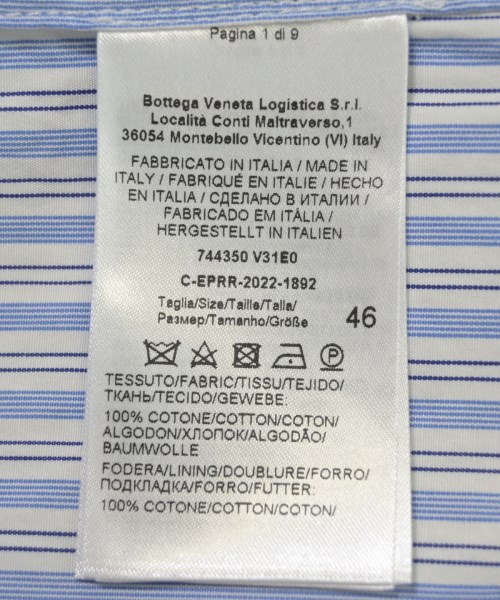 Pagina 1 di 9
Bottega Veneta Logistica S.r.l.
Località Conti Maltraverso,1
36054 Montebello Vicentino (VI) Italy
FABBRICATO IN ITALIA / MADE IN
ITALY / FABRIQUÉ EN ITALIE / HECHO
EN ITALIA / СДЕЛАНО В ИТАЛИИ /
FABRICADO EM ITÀLIA /
HERGESTELLT IN ITALIEN
744350 V31E0
C-EPRR-2022-1892
Taglia/Size/Taille/Talla/
Размер/Tamanho/Größe 46
P
TESSUTO/FABRIC/TISSU/TEJIDO/
ТКАНЬ/TECIDO/GEWEBE:
100% COTONE/COTTON/COTON/
ALGODON/ХЛОПОК/ALGODÃO/
BAUMWOLLE
FODERA/LINING/DOUBLURE/FORRO/
ПОДКЛАДКА/FORRO/FUTTER:
100% COTONE/COTTON/COTON/